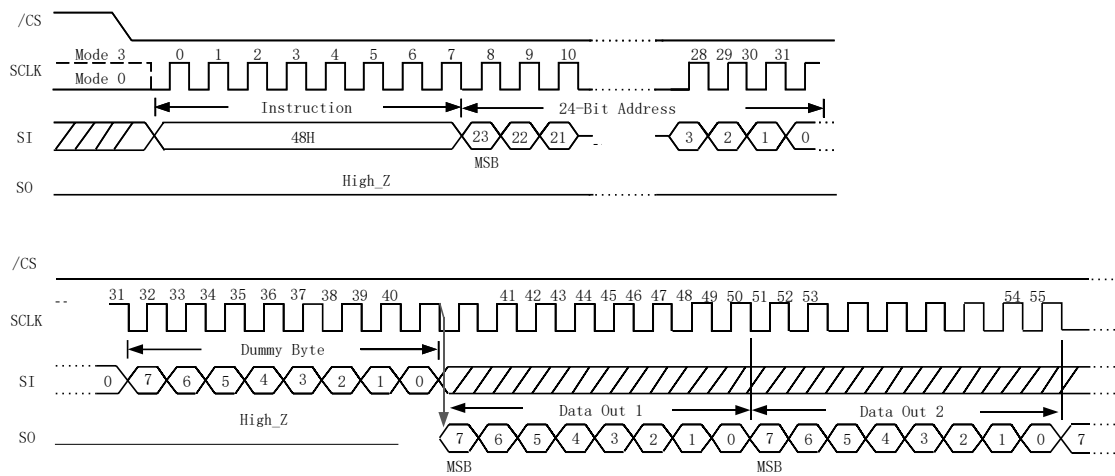 /CS
Mode 3 0 1 2 3 4 5 6 7 8 9 10 28 29 30 31
SCLK
Mode 0
Instruction 24-Bit Address
SI 48H 23 22 21 3 2 1 0
MSB
High_Z
SO
/CS
31 32 33 34 35 36 37 38 39 40 41 42 43 44 45 46 47 48 49 50 51 52 53 54 55
SCLK
Dummy Byte
SI 0 7 6 5 4 3 2 1 0
High_Z Data Out 1 Data Out 2
SO 7 6 5 4 3 2 1 0 7 6 5 4 3 2 1 0 7
MSB MSB